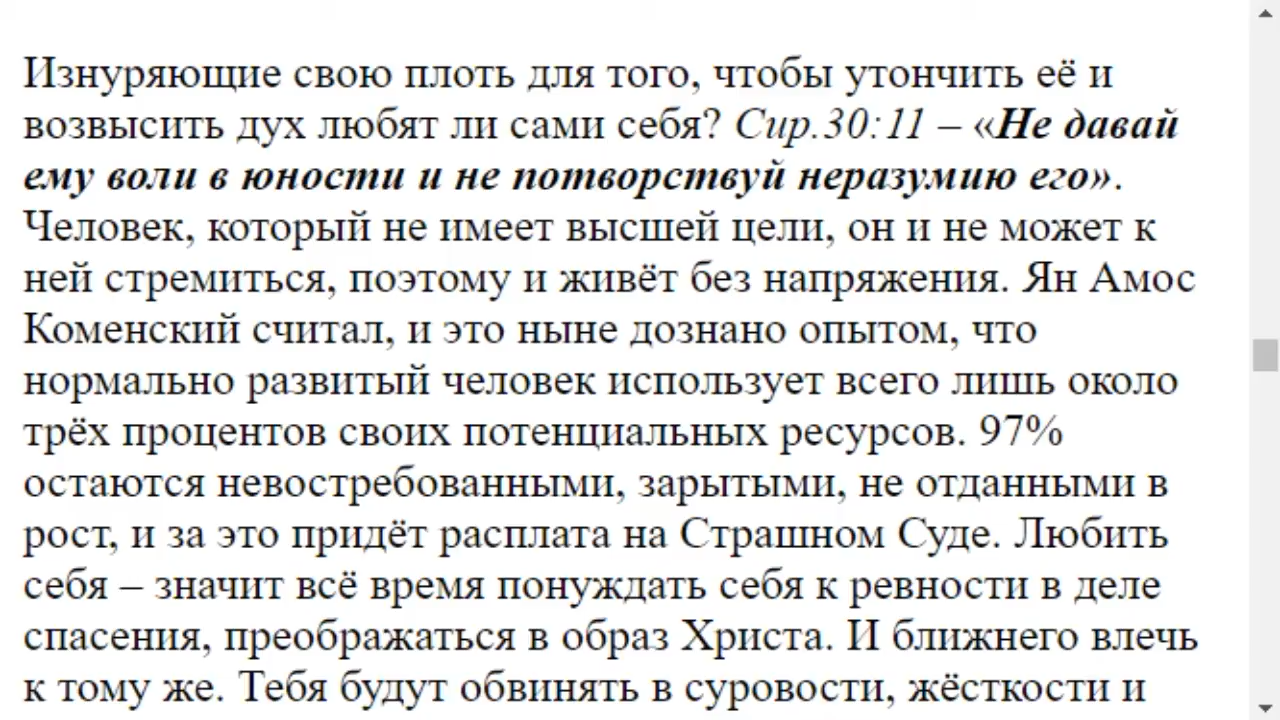 Изнуряющие свою плоть для того, чтобы утончить её и
возвысить дух любят ли сами себя? Сир.30:11 – «Не давай
ему воли в юности и не потворствуй неразумию его».
Человек, который не имеет высшей цели, он и не может к
ней стремиться, поэтому и живёт без напряжения. Ян Амос
Коменский считал, и это ныне дознано опытом, что
нормально развитый человек использует всего лишь около
трёх процентов своих потенциальных ресурсов. 97%
остаются невостребованными, зарытыми, не отданными в
рост, и за это придёт расплата на Страшном Суде. Любить
себя – значит всё время понуждать себя к ревности в деле
спасения, преображаться в образ Христа. И ближнего влечь
к тому же. Тебя будут обвинять в суровости, жёсткости и